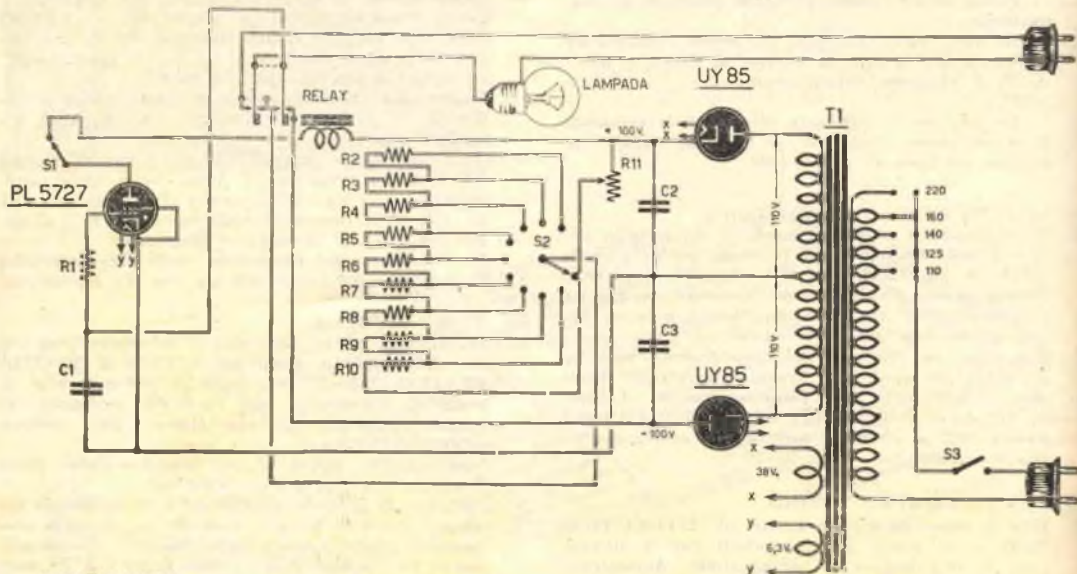 RELAY
LAMPADA
UY 85
T1
S1
PL 5727
R1
C1
R2
R3
R4
R5
R6
R7
R8
R9
R10
S2
+ 100V.
R11
C2
C3
x
x
110V
110V
220
160
140
125
110
y y
UY85
+100V
x
38V.
x
y
6,3V.
y
S3